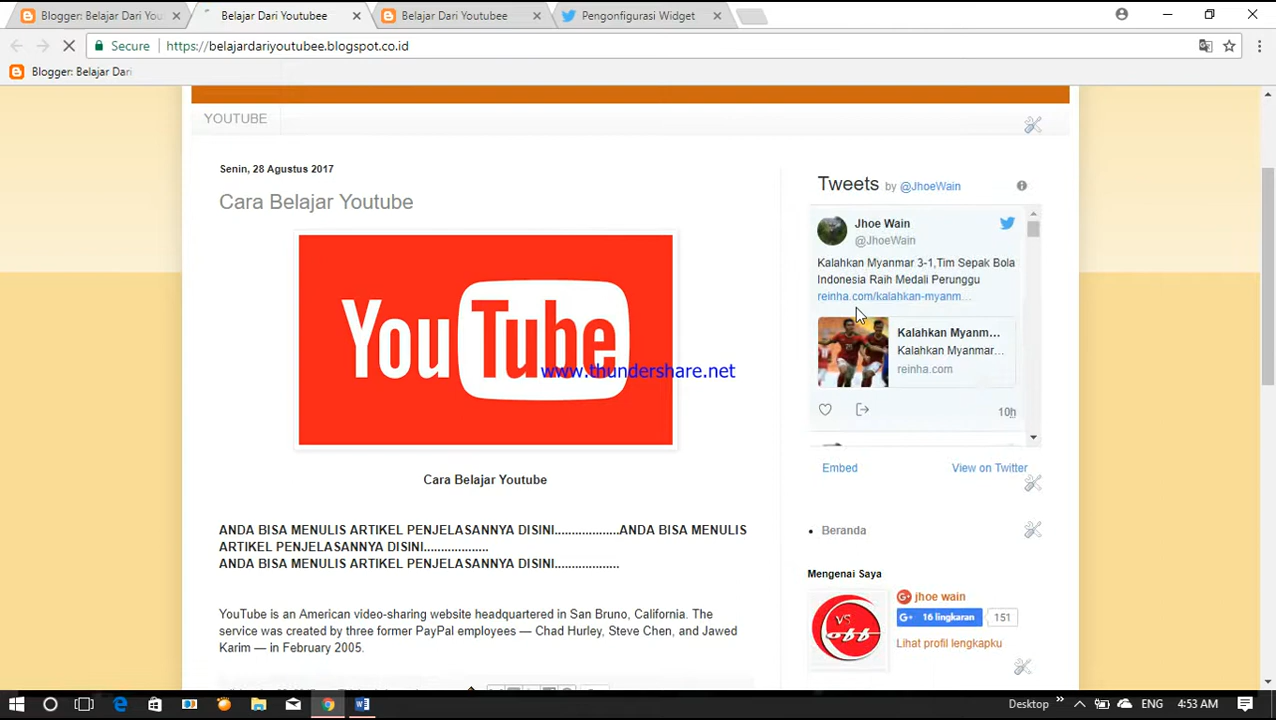 Blogger: Belajar Dari You
Belajar Dari Youtubee
Belajar Dari Youtubee
Pengonfigurasi Widget
Secure
https://belajardariyoutubee.blogspot.co.id
Blogger: Belajar Dari
YOUTUBE
Senin, 28 Agustus 2017
Cara Belajar Youtube
YouTube
www.thundershare.net
Cara Belajar Youtube
ANDA BISA MENULIS ARTIKEL PENJELASANNYA DISINI...................ANDA BISA MENULIS
ARTIKEL PENJELASANNYA DISINI...................
ANDA BISA MENULIS ARTIKEL PENJELASANNYA DISINI...................
YouTube is an American video-sharing website headquartered in San Bruno, California. The
service was created by three former PayPal employees — Chad Hurley, Steve Chen, and Jawed
Karim — in February 2005.
Tweets by @JhoeWain
Jhoe Wain
@JhoeWain
Kalahkan Myanmar 3-1,Tim Sepak Bola
Indonesia Raih Medali Perunggu
reinha.com/kalahkan-myanm...
Kalahkan Myanm...
Kalahkan Myanmar...
reinha.com
10h
Embed
View on Twitter
Beranda
Mengenai Saya
VS
off
jhoe wain
G+ 16 lingkaran
151
Lihat profil lengkapku
Desktop
ENG
4:53 AM